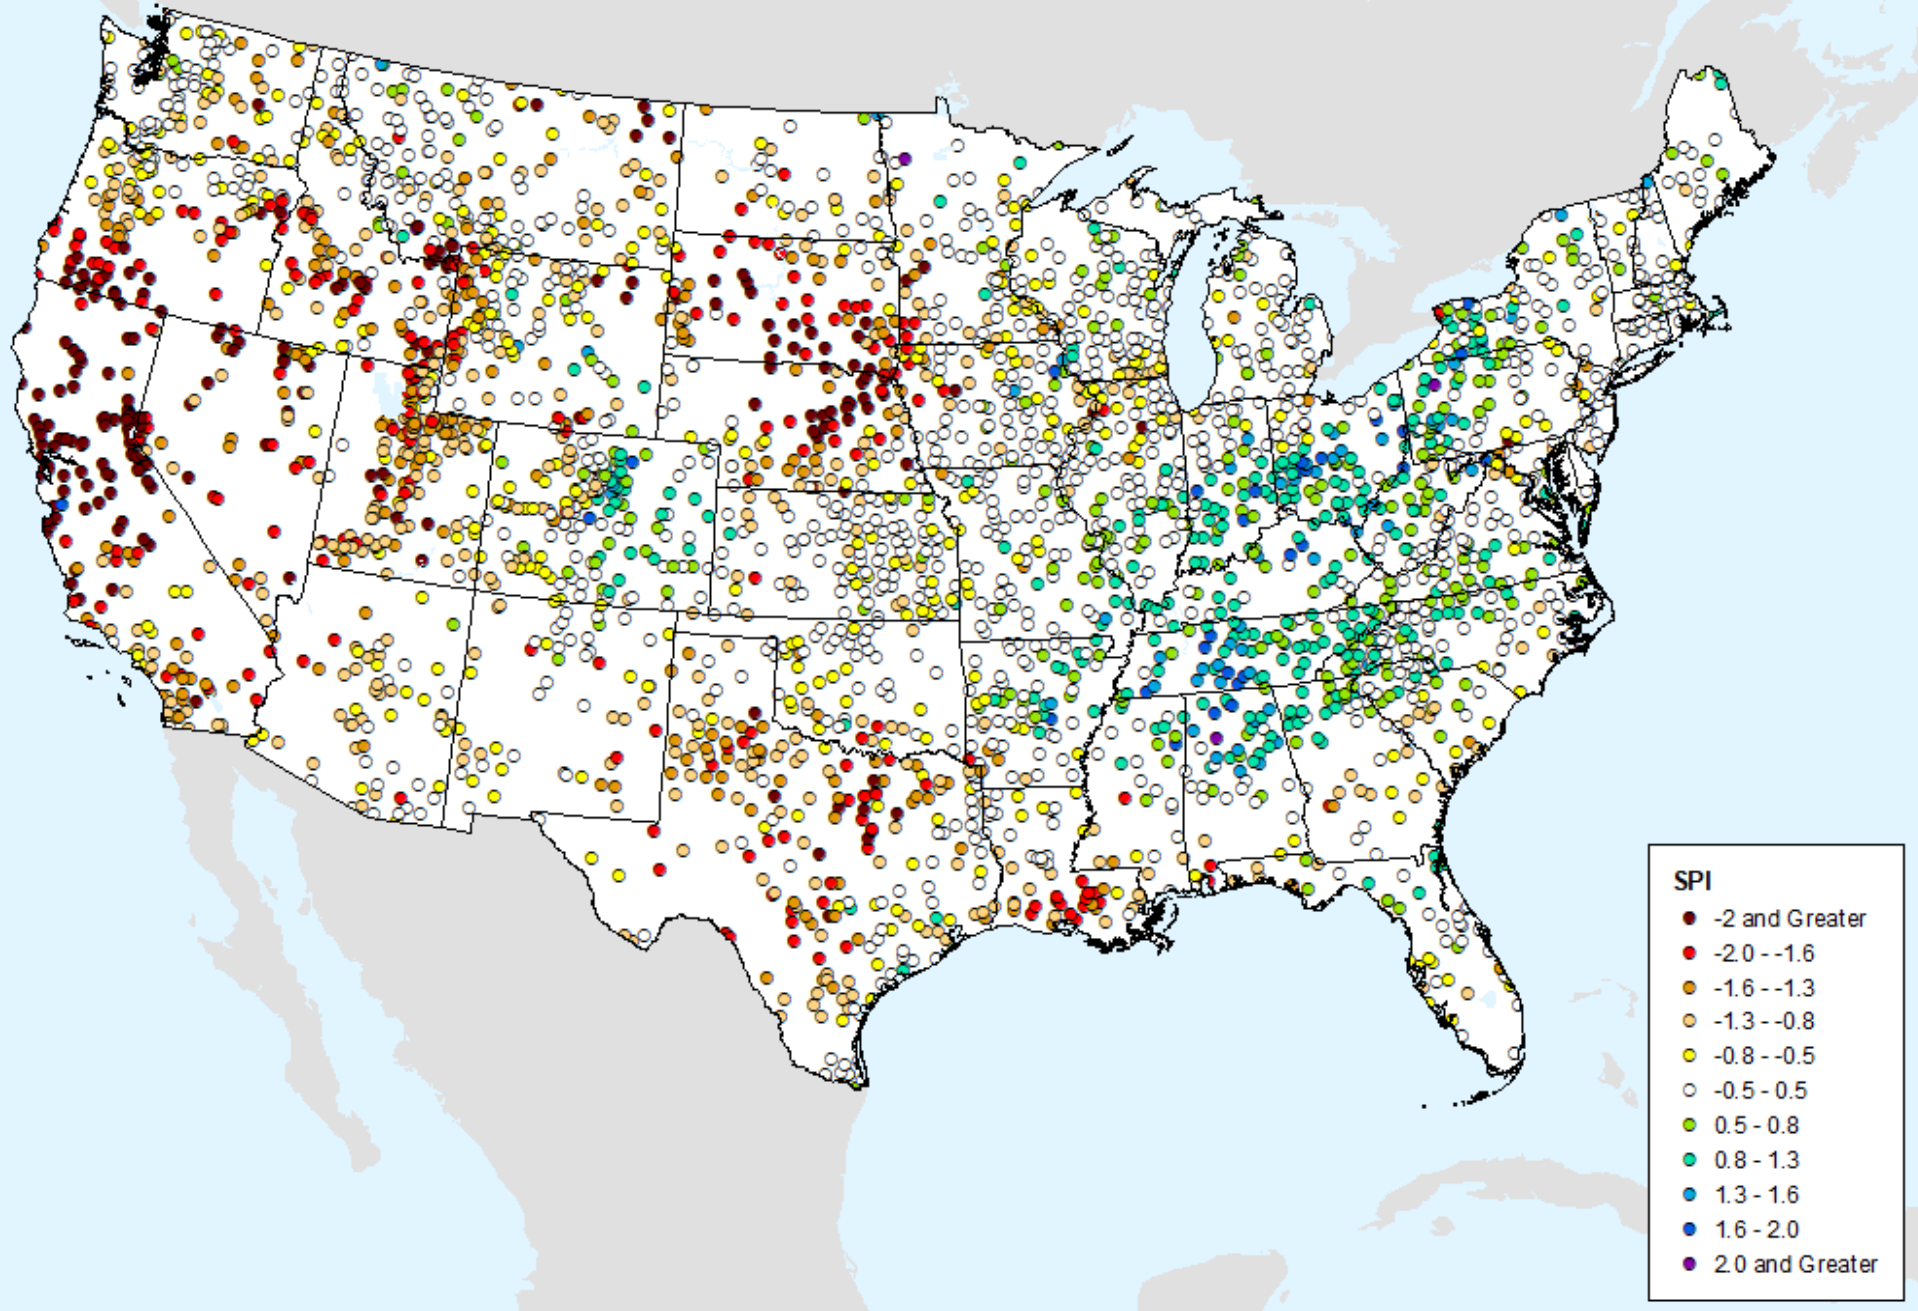 SPI
-2 and Greater
-2.0 - -1.6
-1.6 - -1.3
-1.3 - -0.8
-0.8 - -0.5
-0.5 - 0.5
0.5 - 0.8
0.8 - 1.3
1.3 - 1.6
1.6 - 2.0
2.0 and Greater